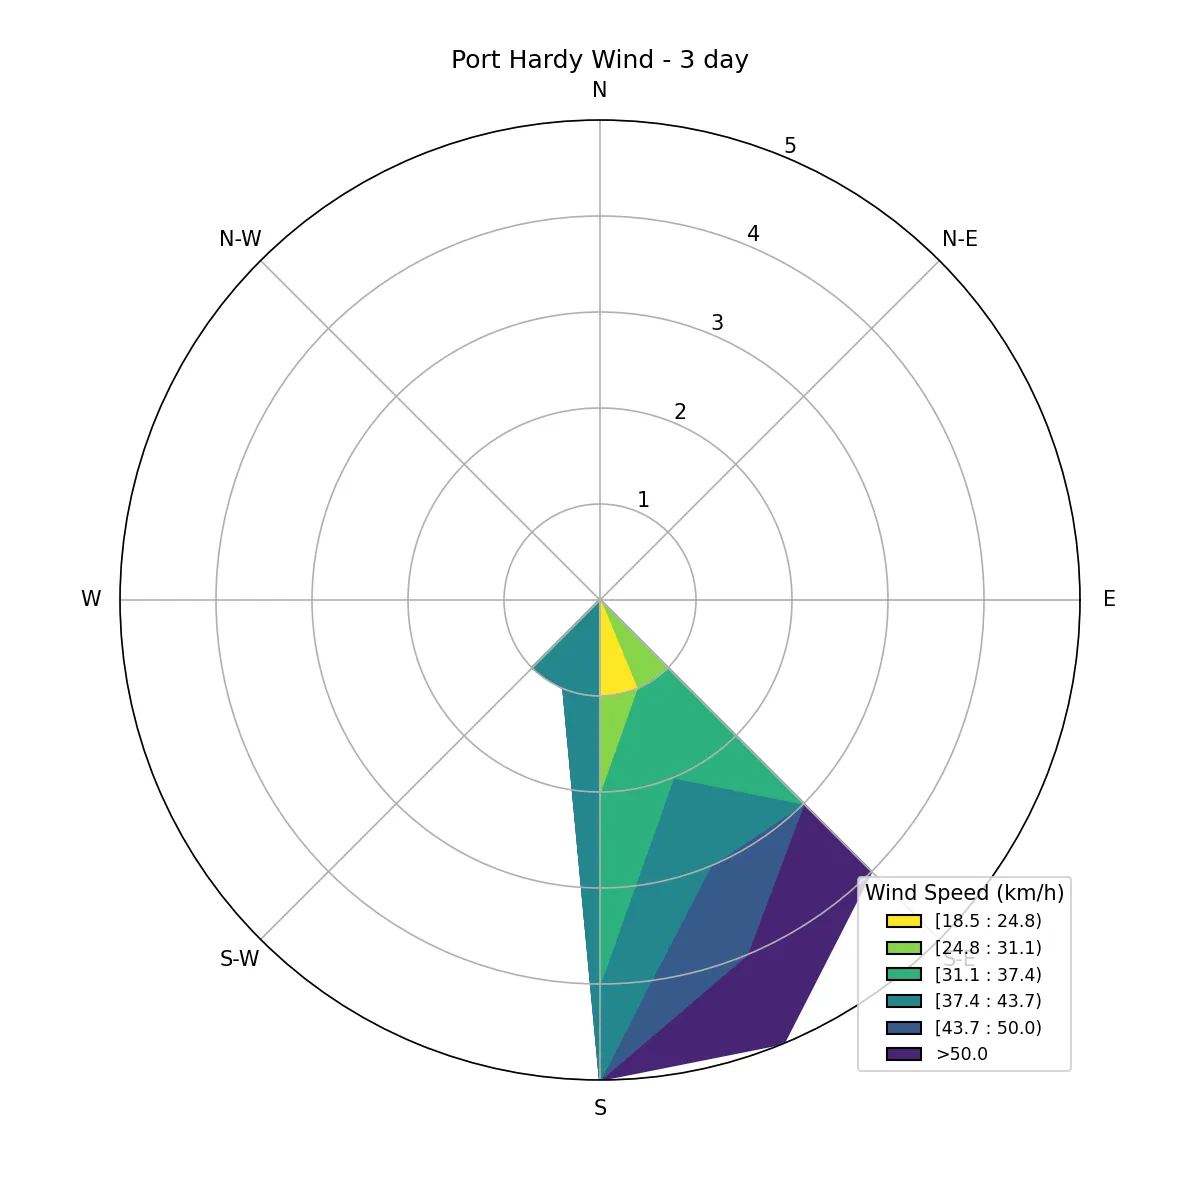 Port Hardy Wind - 3 day
N
5
N-W
N-E
4
3
2
1
W
E
Wind Speed (km/h)
[18.5 : 24.8)
[24.8 : 31.1)
S-W
S-E
[31.1 : 37.4)
[37.4 : 43.7)
[43.7 : 50.0)
>50.0
S